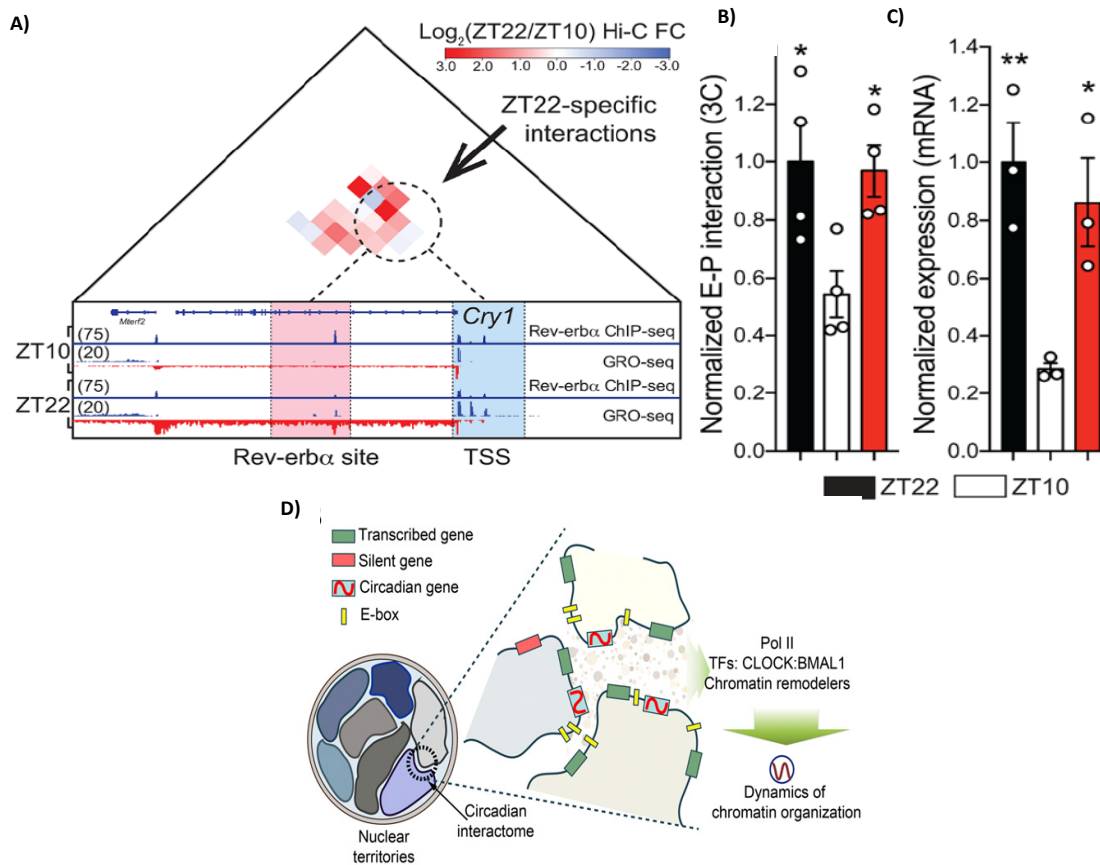 A)
Log2(ZT22/ZT10) Hi-C FC
3.0 2.0 1.0 0.0 -1.0 -2.0 -3.0
ZT22-specific
interactions
Mterf2
Cry1
ZT10
(75)
Rev-erbα ChIP-seq
(20)
GRO-seq
ZT22
(75)
Rev-erbα ChIP-seq
(20)
GRO-seq
Rev-erbα site
TSS
B)
Normalized E-P interaction (3C)
1.2
1.0
0.8
0.6
0.4
0.2
0.0
*
*
C)
Normalized expression (mRNA)
1.4
1.2
1.0
0.8
0.6
0.4
0.2
0.0
**
*
ZT22 ZT10
D)
Transcribed gene
Silent gene
Circadian gene
E-box
Nuclear
territories
Circadian
interactome
Pol II
TFs: CLOCK:BMAL1
Chromatin remodelers
Dynamics of
chromatin organization